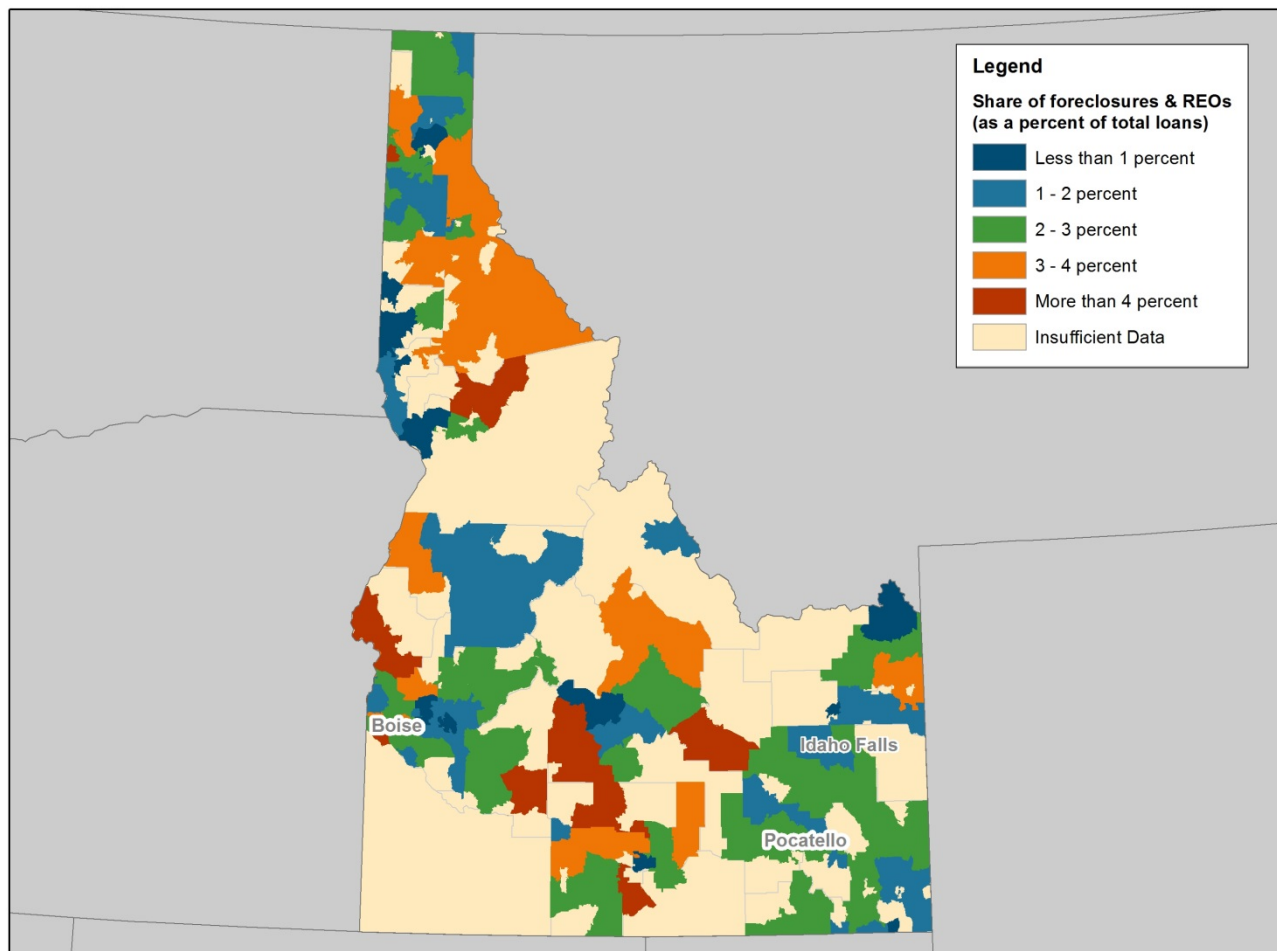 Legend
Share of foreclosures & REOs
(as a percent of total loans)
Less than 1 percent
1 - 2 percent
2 - 3 percent
3 - 4 percent
More than 4 percent
Insufficient Data
Boise
Idaho Falls
Pocatello